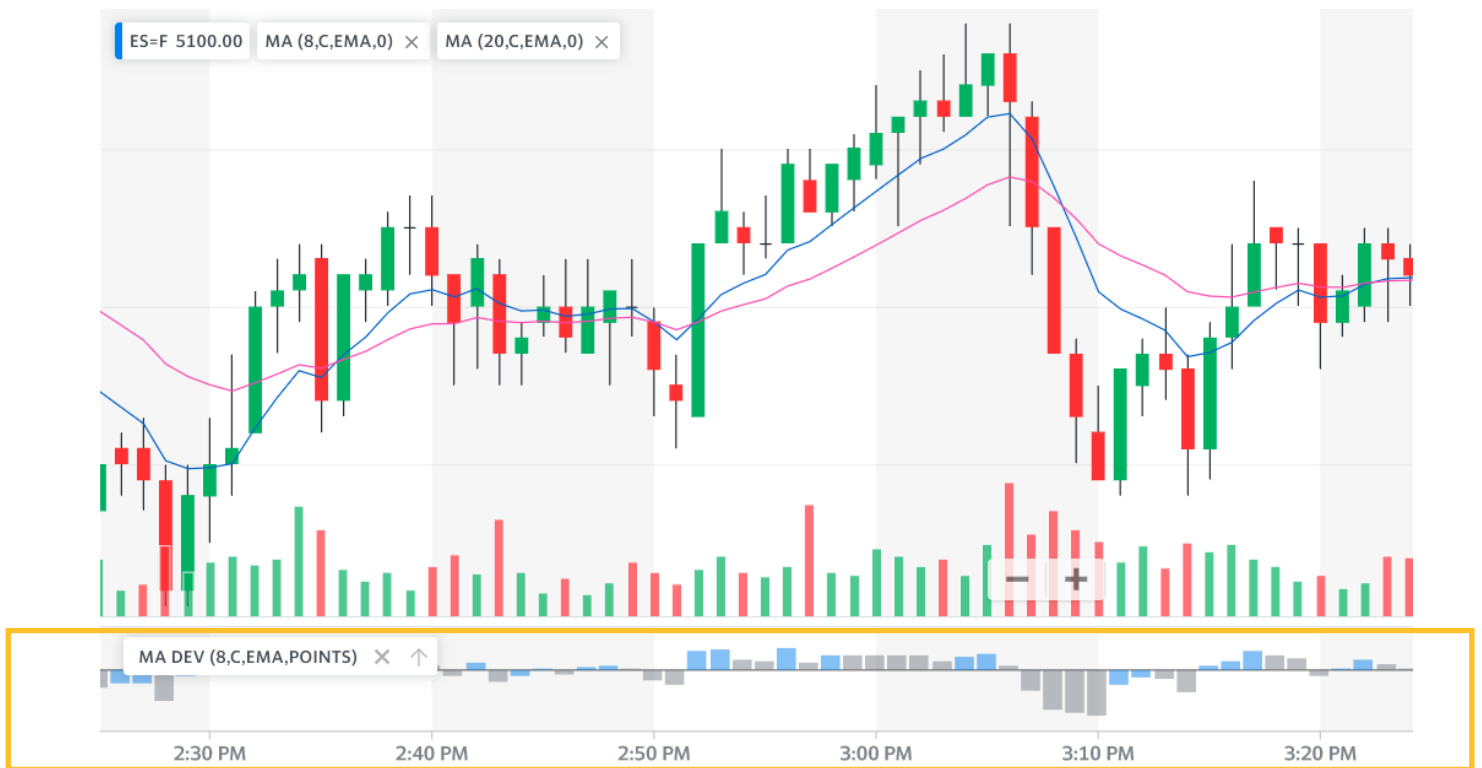 ES=F 5100.00 MA (8,C,EMA,0) × MA (20,C,EMA,0) ×
− +
MA DEV (8,C,EMA,POINTS) × ↑
2:30 PM 2:40 PM 2:50 PM 3:00 PM 3:10 PM 3:20 PM